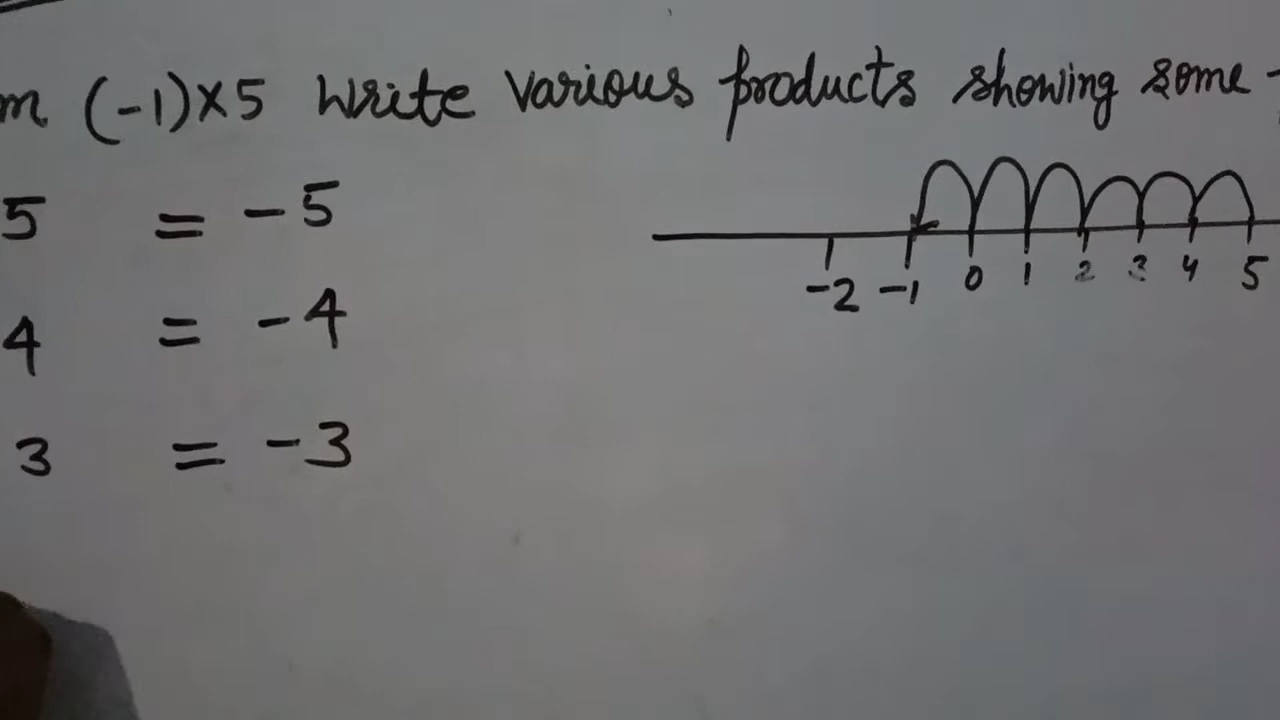 m (-1)×5 Write various products showing some
5 = -5
-2 -1 0 1 2 3 4 5
4 = -4
3 = -3